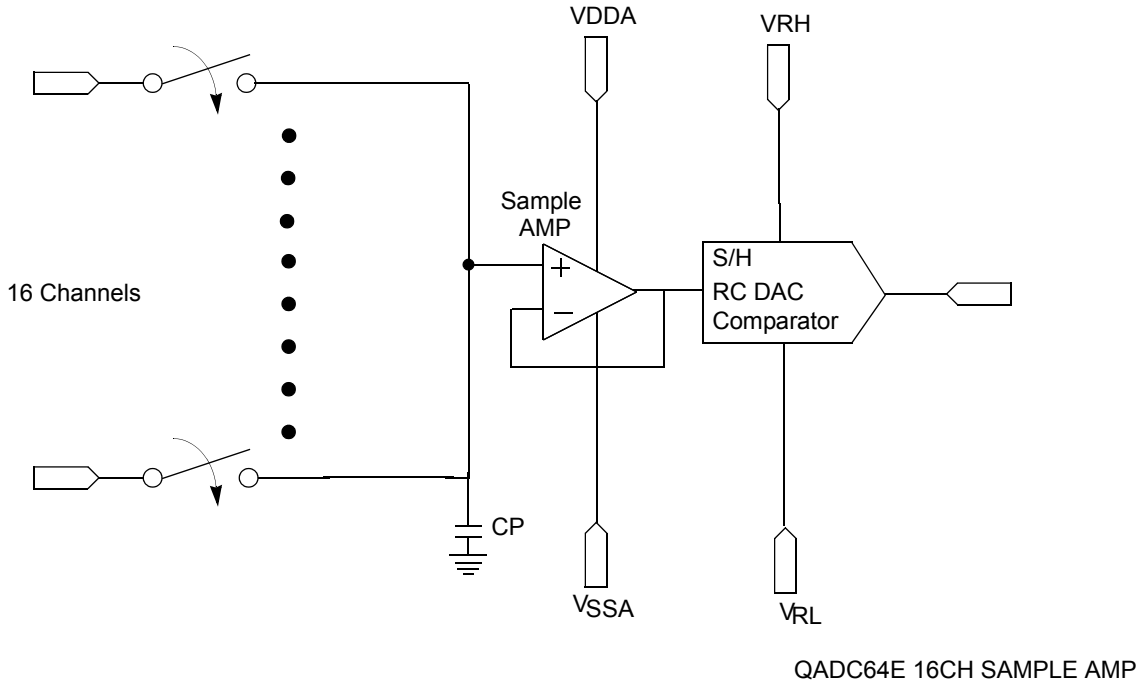 VDDA
VRH
Sample
AMP
+
−
S/H
RC DAC
Comparator
16 Channels
CP
VSSA
VRL
QADC64E 16CH SAMPLE AMP